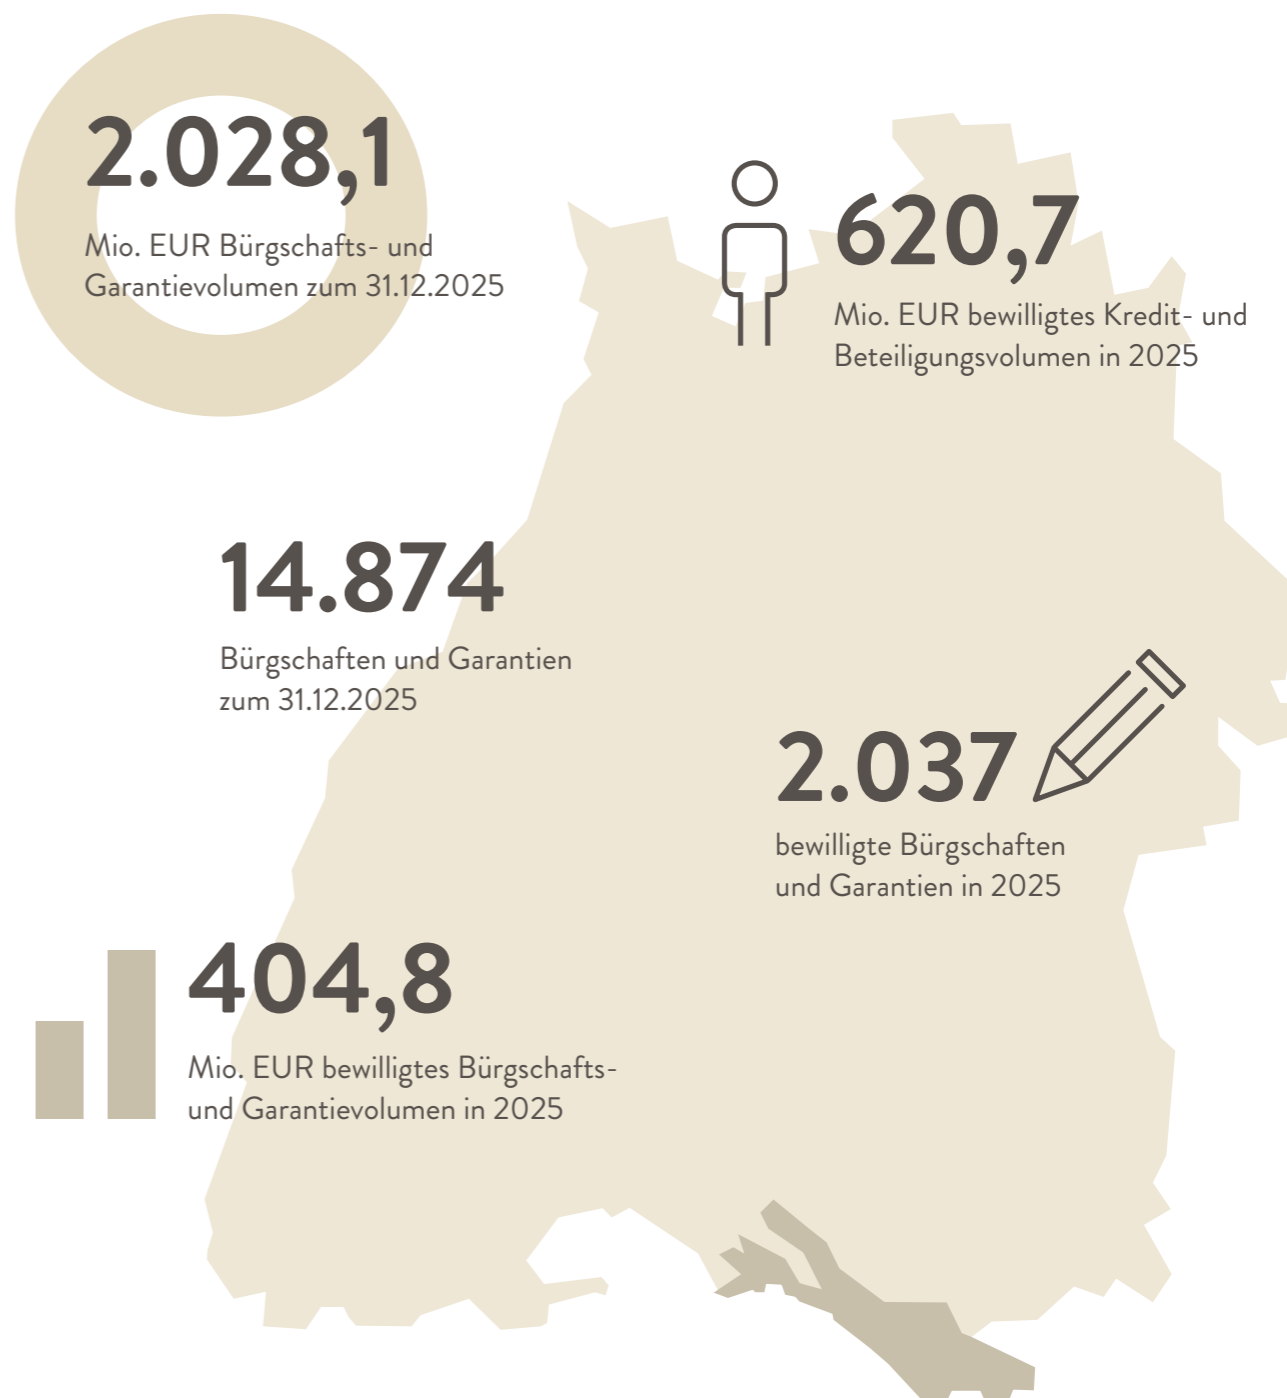 2.028,1
Mio. EUR Bürgschafts- und
Garantievolumen zum 31.12.2025
620,7
Mio. EUR bewilligtes Kredit- und
Beteiligungsvolumen in 2025
14.874
Bürgschaften und Garantien
zum 31.12.2025
2.037
bewilligte Bürgschaften
und Garantien in 2025
404,8
Mio. EUR bewilligtes Bürgschafts-
und Garantievolumen in 2025